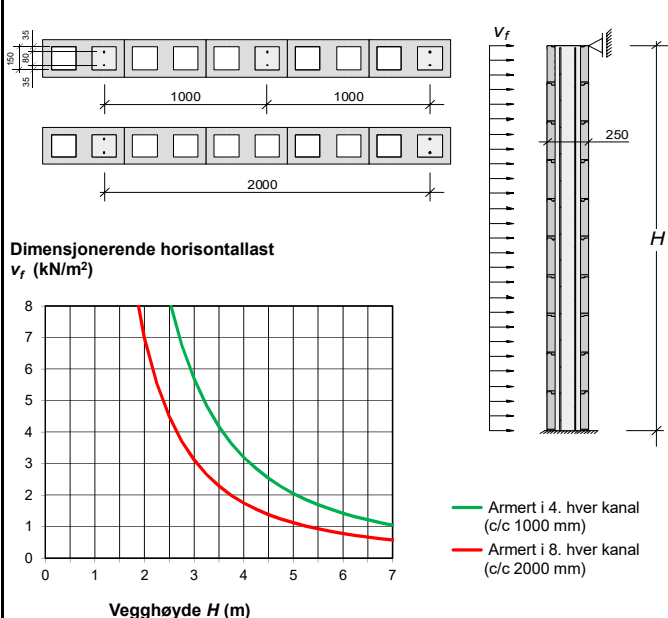 35
150
80
35
1000
1000
2000
v_f
250
H
Dimensjonerende horisontallast
v_f (kN/m²)
8
7
6
5
4
3
2
1
0
0
1
2
3
4
5
6
7
Vegghøyde H (m)
Armert i 4. hver kanal
(c/c 1000 mm)
Armert i 8. hver kanal
(c/c 2000 mm)